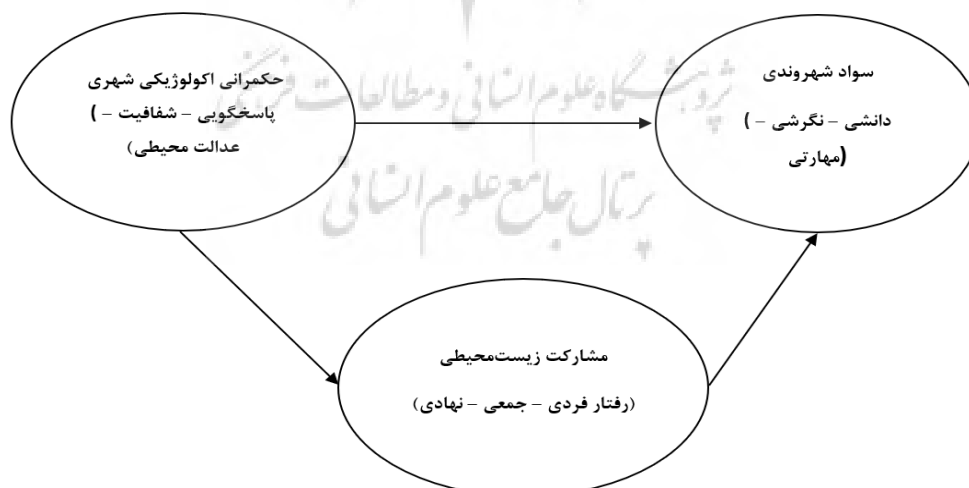 حکمرانی اکولوژیکی شهری
پاسخگویی – شفافیت – )
عدالت محیطی)
سواد شهروندی
دانشی – نگرشی – )
(مهارتی
پژوهشگاه علوم انسانی و مطالعات فرهنگی
پرتال جامع علوم انسانی
مشارکت زیست‌محیطی
(رفتار فردی – جمعی – نهادی)